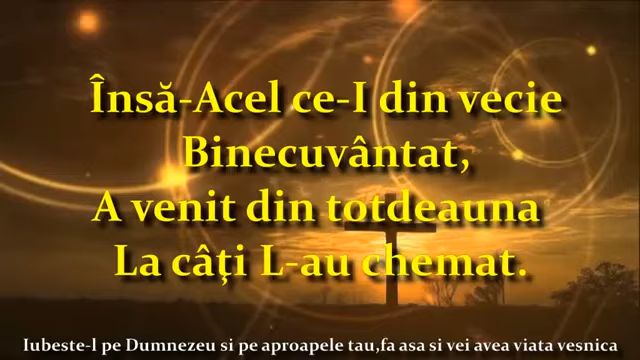 Însă-Acel ce-I din vecie
Binecuvântat,
A venit din totdeauna
La câți L-au chemat.
Iubeste-l pe Dumnezeu si pe aproapele tau,fa asa si vei avea viata vesnica